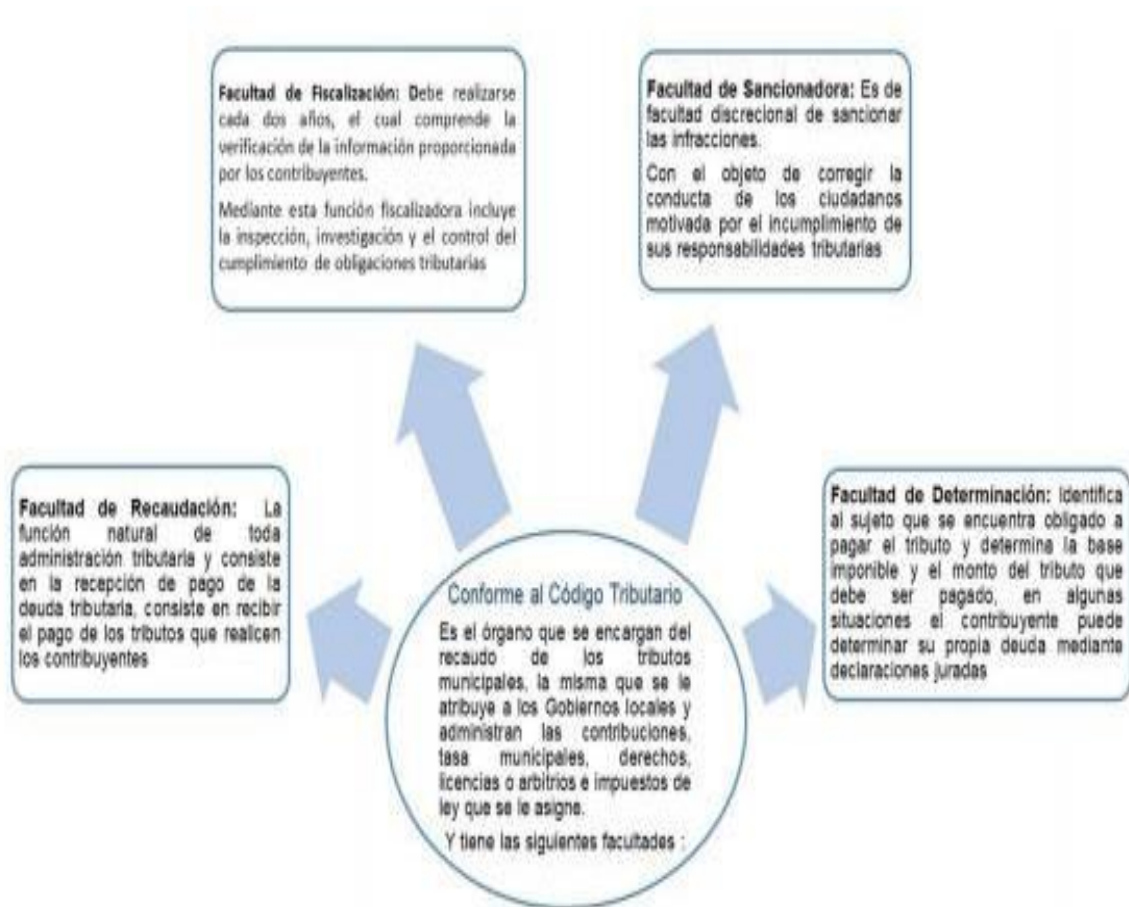 Facultad de Fiscalización: Debe realizarse
cada dos años, el cual comprende la
verificación de la información proporcionada
por los contribuyentes.
Mediante esta función fiscalizadora incluye
la inspección, investigación y el control del
cumplimiento de obligaciones tributarias
Facultad de Sancionadora: Es de
facultad discrecional de sancionar
las infracciones.
Con el objeto de corregir la
conducta de los ciudadanos
motivada por el incumplimiento de
sus responsabilidades tributarias
Facultad de Recaudación: La
función natural de toda
administración tributaria y consiste
en la recepción de pago de la
deuda tributaria, consiste en recibir
el pago de los tributos que realicen
los contribuyentes
Facultad de Determinación: Identifica
al sujeto que se encuentra obligado a
pagar el tributo y determina la base
imponible y el monto del tributo que
debe ser pagado, en algunas
situaciones el contribuyente puede
determinar su propia deuda mediante
declaraciones juradas
Conforme al Código Tributario
Es el órgano que se encargan del
recaudo de los tributos
municipales, la misma que se le
atribuye a los Gobiernos locales y
administran las contribuciones,
tasa municipales, derechos,
licencias o arbitrios e impuestos de
ley que se le asigne.
Y tiene las siguientes facultades :